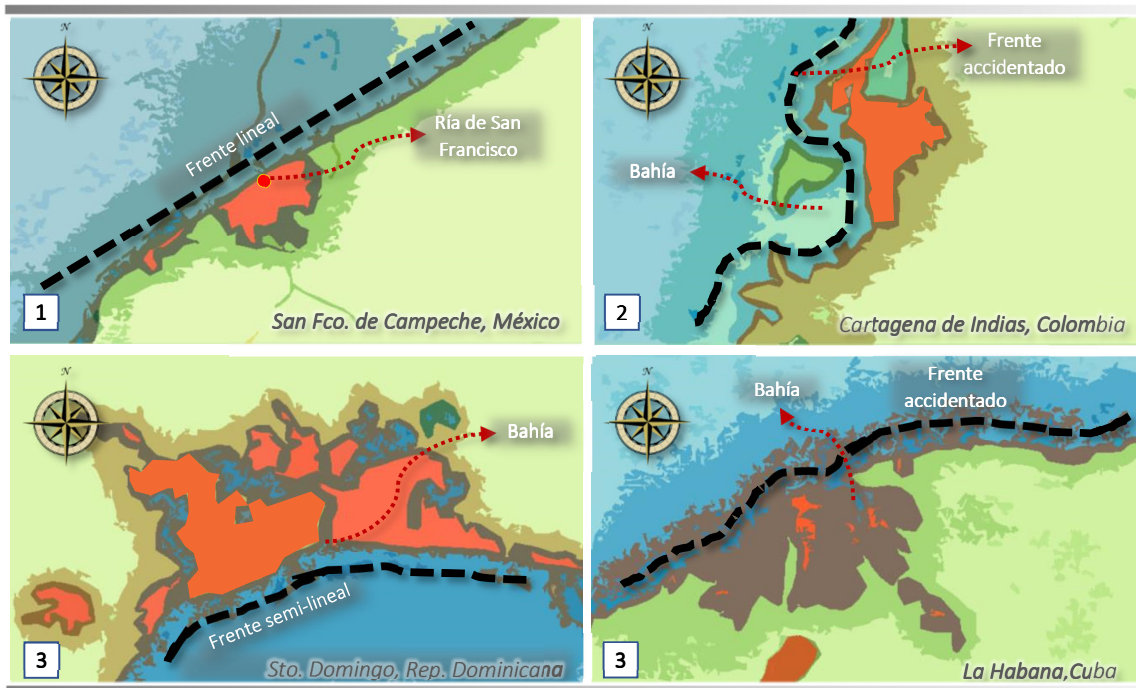 N
Frente lineal
Ría de San
Francisco
1
San Fco. de Campeche, México
N
Frente
accidentado
Bahía
2
Cartagena de Indias, Colombia
N
Bahía
Frente semi-lineal
3
Sto. Domingo, Rep. Dominicana
N
Bahía
Frente
accidentado
3
La Habana,Cuba